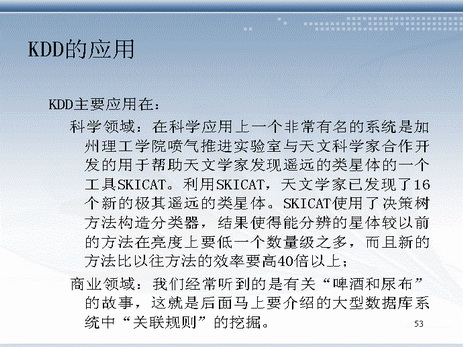 KDD的应用
KDD主要应用在：
科学领域：在科学应用上一个非常有名的系统是加
州理工学院喷气推进实验室与天文科学家合作开
发的用于帮助天文学家发现遥远的类星体的一个
工具SKICAT。利用SKICAT，天文学家已发现了16
个新的极其遥远的类星体。SKICAT使用了决策树
方法构造分类器，结果使得能分辨的星体较以前
的方法在亮度上要低一个数量级之多，而且新的
方法比以往方法的效率要高40倍以上；
商业领域：我们经常听到的是有关“啤酒和尿布”
的故事，这就是后面马上要介绍的大型数据库系
统中“关联规则”的挖掘。
53